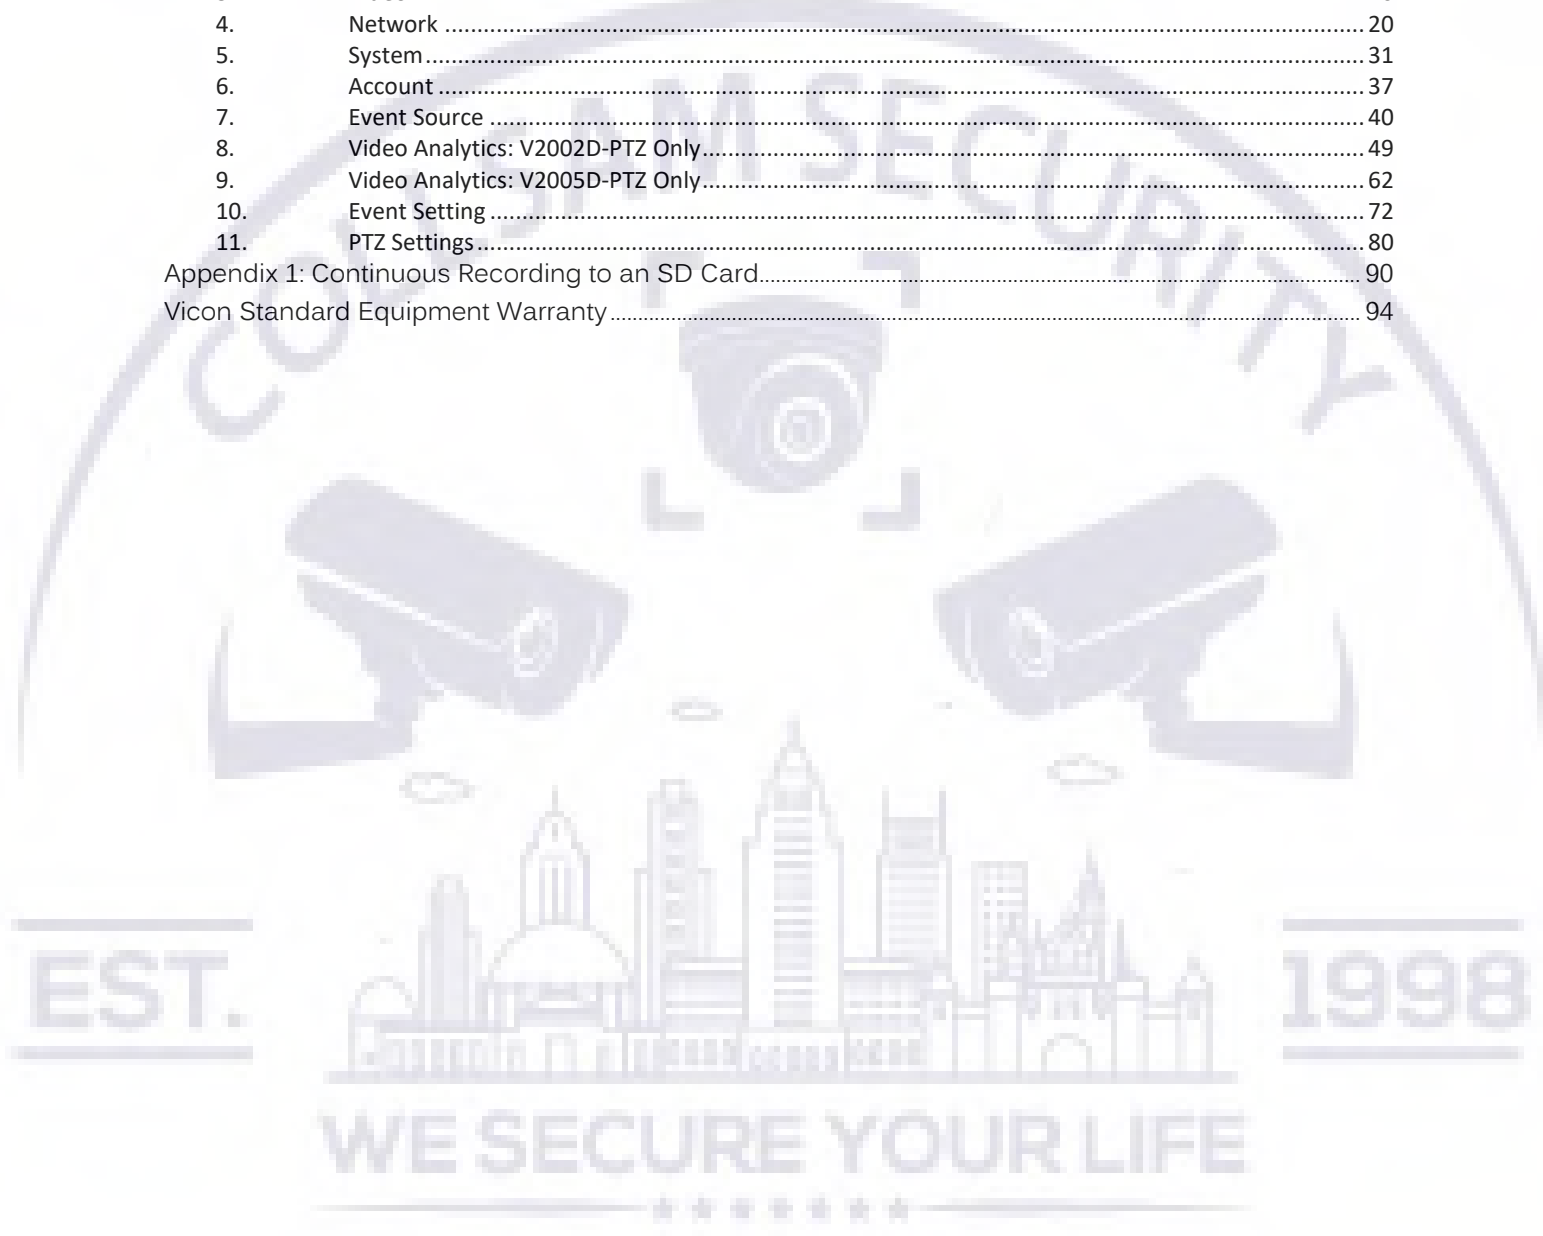 4. Network 20
5. System 31
6. Account 37
7. Event Source 40
8. Video Analytics: V2002D-PTZ Only 49
9. Video Analytics: V2005D-PTZ Only 62
10. Event Setting 72
11. PTZ Settings 80
Appendix 1: Continuous Recording to an SD Card 90
Vicon Standard Equipment Warranty 94
SAM SECURITY
EST.
1998
WE SECURE YOUR LIFE